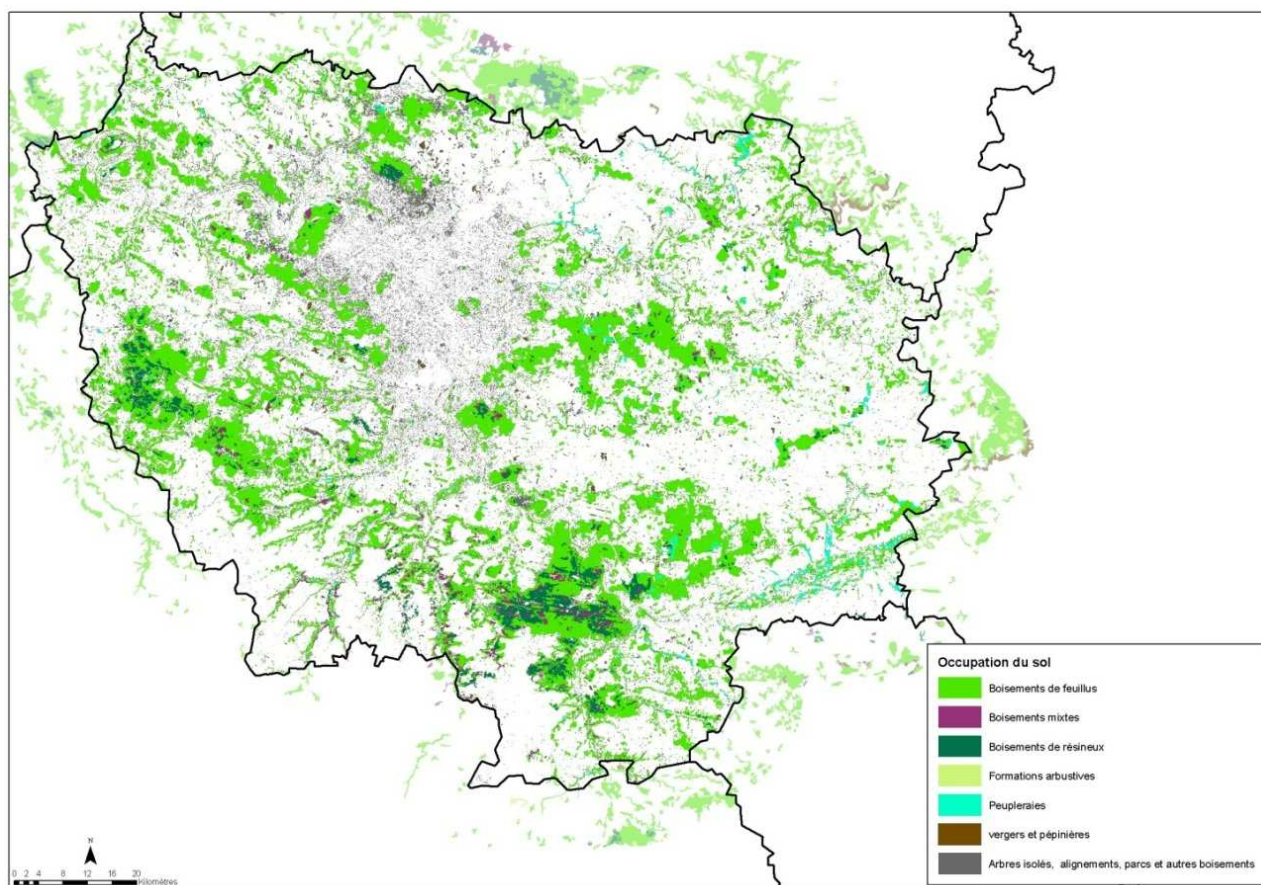 Occupation du sol
Boisements de feuillus
Boisements mixtes
Boisements de résineux
Formations arbustives
Peupleraies
vergers et pépinières
Arbres isolés, alignements, parcs et autres boisements
N
0 2 4 8 12 16 20
Kilomètres